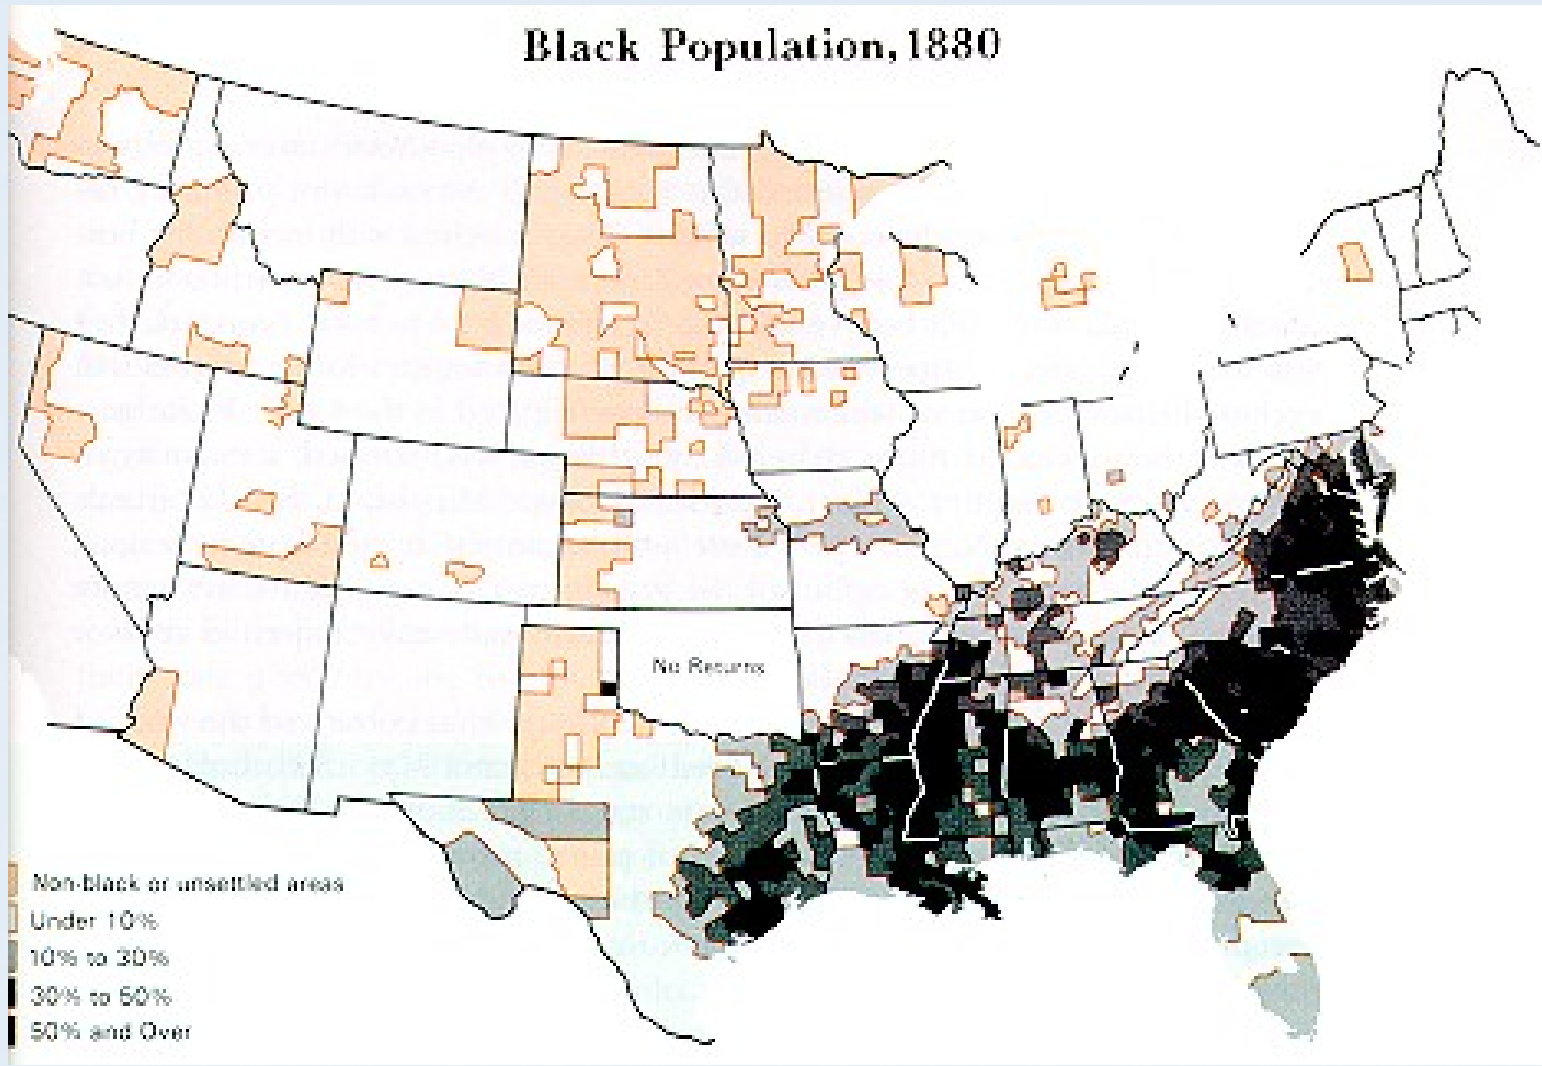 Black Population, 1880
No Returns
Non-black or unsettled areas
Under 10%
10% to 30%
30% to 50%
50% and Over